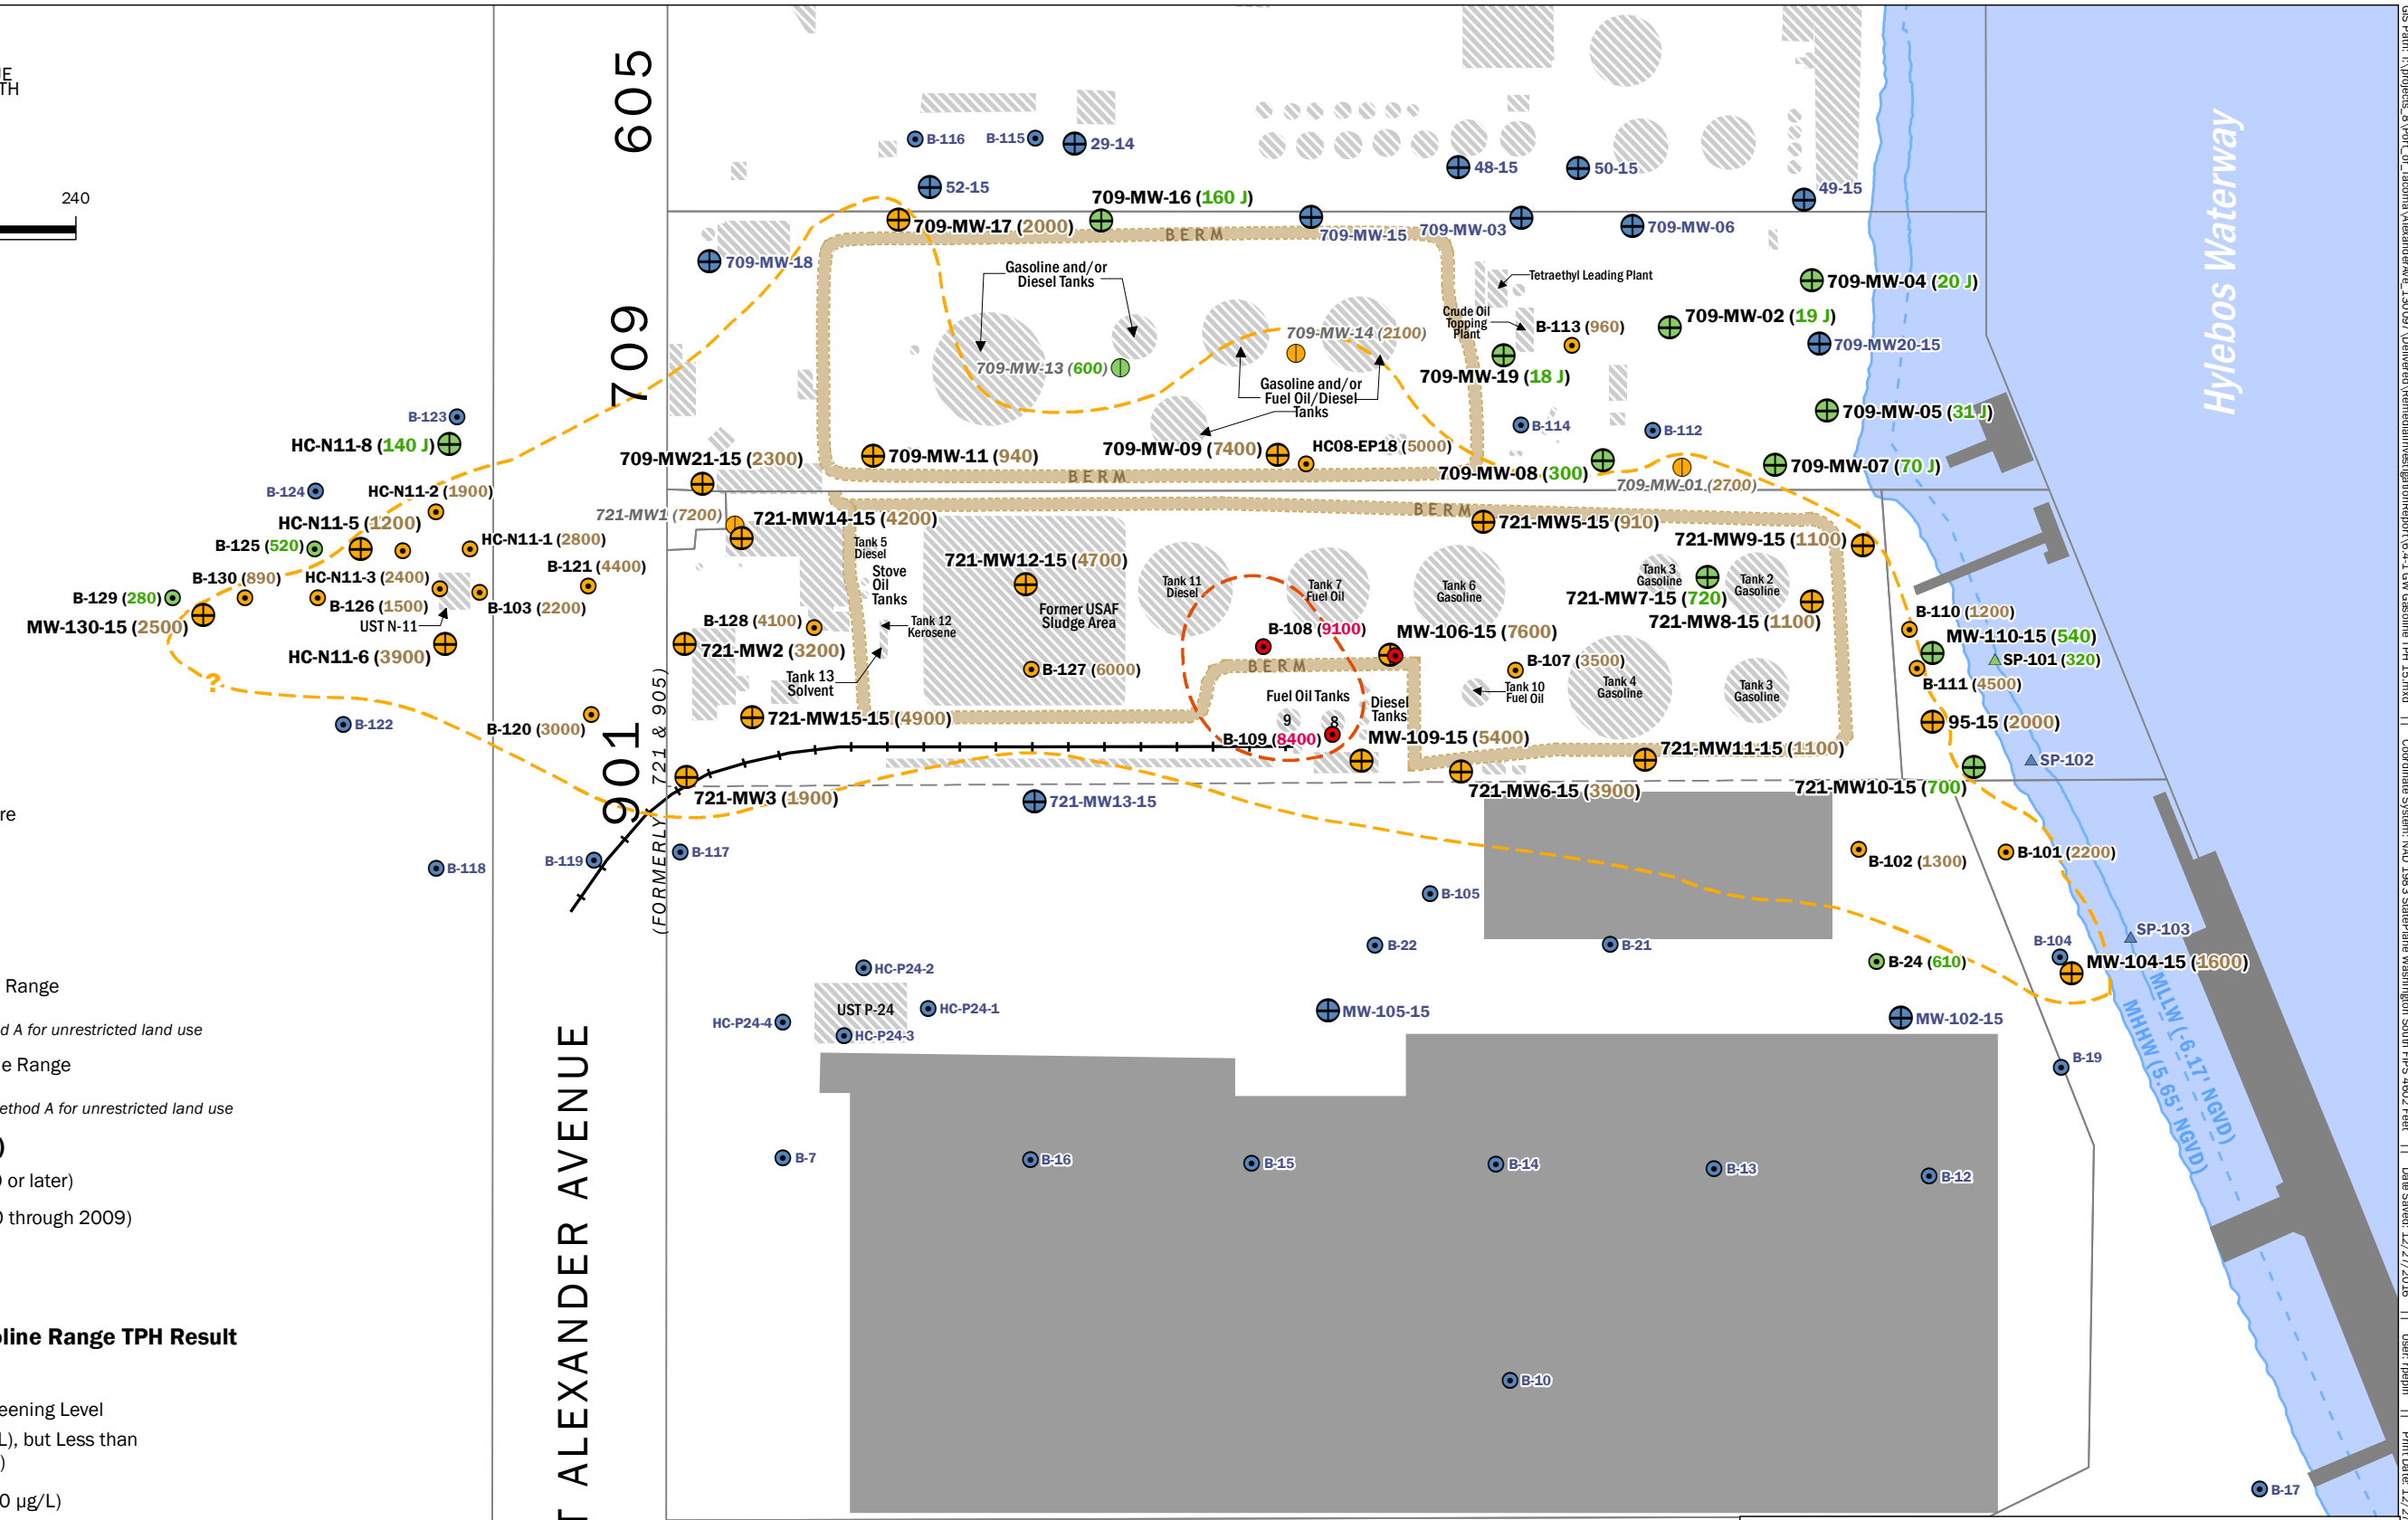 UE
TH
240
re
Range
d A for unrestricted land use
e Range
ethod A for unrestricted land use
)
0 or later)
0 through 2009)
oline Range TPH Result
eening Level
L), but Less than
)
0 µg/L)
605
709
901
(FORMERLY 721 & 905)
T ALEXANDER AVENUE
Hylebos Waterway
B-116
B-115
29-14
52-15
48-15
50-15
49-15
709-MW-16 (160 J)
709-MW-17 (2000)
709-MW-15
709-MW-03
709-MW-06
709-MW-18
BERM
Gasoline and/or
Diesel Tanks
Tetraethyl Leading Plant
709-MW-04 (20 J)
Crude Oil
Topping
Plant
709-MW-02 (19 J)
B-113 (960)
709-MW-14 (2100)
709-MW20-15
709-MW-13 (600)
709-MW-19 (18 J)
Gasoline and/or
Fuel Oil/Diesel
Tanks
B-123
HC-N11-8 (140 J)
709-MW-05 (31 J)
B-114
B-112
709-MW21-15 (2300)
709-MW-11 (940)
709-MW-09 (7400)
HC08-EP18 (5000)
709-MW-08 (300)
709-MW-07 (70 J)
BERM
709-MW-01 (2700)
B-124
HC-N11-2 (1900)
HC-N11-5 (1200)
721-MW1 (7200)
721-MW14-15 (4200)
BERM
721-MW5-15 (910)
721-MW9-15 (1100)
B-125 (520)
HC-N11-1 (2800)
Tank 5
Diesel
721-MW12-15 (4700)
B-121 (4400)
B-130 (890)
HC-N11-3 (2400)
Stove
Oil
Tanks
Tank 11
Diesel
Tank 7
Fuel Oil
Tank 6
Gasoline
Tank 3
Gasoline
Tank 2
Gasoline
B-129 (280)
B-126 (1500)
B-103 (2200)
721-MW7-15 (720)
MW-130-15 (2500)
UST N-11
B-128 (4100)
Tank 12
Kerosene
Former USAF
Sludge Area
B-108 (9100)
MW-106-15 (7600)
721-MW8-15 (1100)
B-110 (1200)
MW-110-15 (540)
HC-N11-6 (3900)
721-MW2 (3200)
B-127 (6000)
BERM
B-107 (3500)
SP-101 (320)
Tank 13
Solvent
Fuel Oil Tanks
Tank 10
Fuel Oil
Tank 4
Gasoline
Tank 3
Gasoline
B-111 (4500)
?
Diesel
Tanks
9
8
B-122
B-120 (3000)
721-MW15-15 (4900)
B-109 (8400)
MW-109-15 (5400)
721-MW11-15 (1100)
95-15 (2000)
SP-102
721-MW3 (1900)
721-MW13-15
721-MW6-15 (3900)
721-MW10-15 (700)
B-118
B-119
B-117
B-102 (1300)
B-101 (2200)
B-105
B-22
B-21
SP-103
B-104
B-24 (610)
MW-104-15 (1600)
HC-P24-2
UST P-24
HC-P24-1
HC-P24-4
HC-P24-3
MW-105-15
MW-102-15
MLLW (-6.17' NGVD)
MHHW (5.65' NGVD)
B-19
B-7
B-16
B-15
B-14
B-13
B-12
B-10
B-17